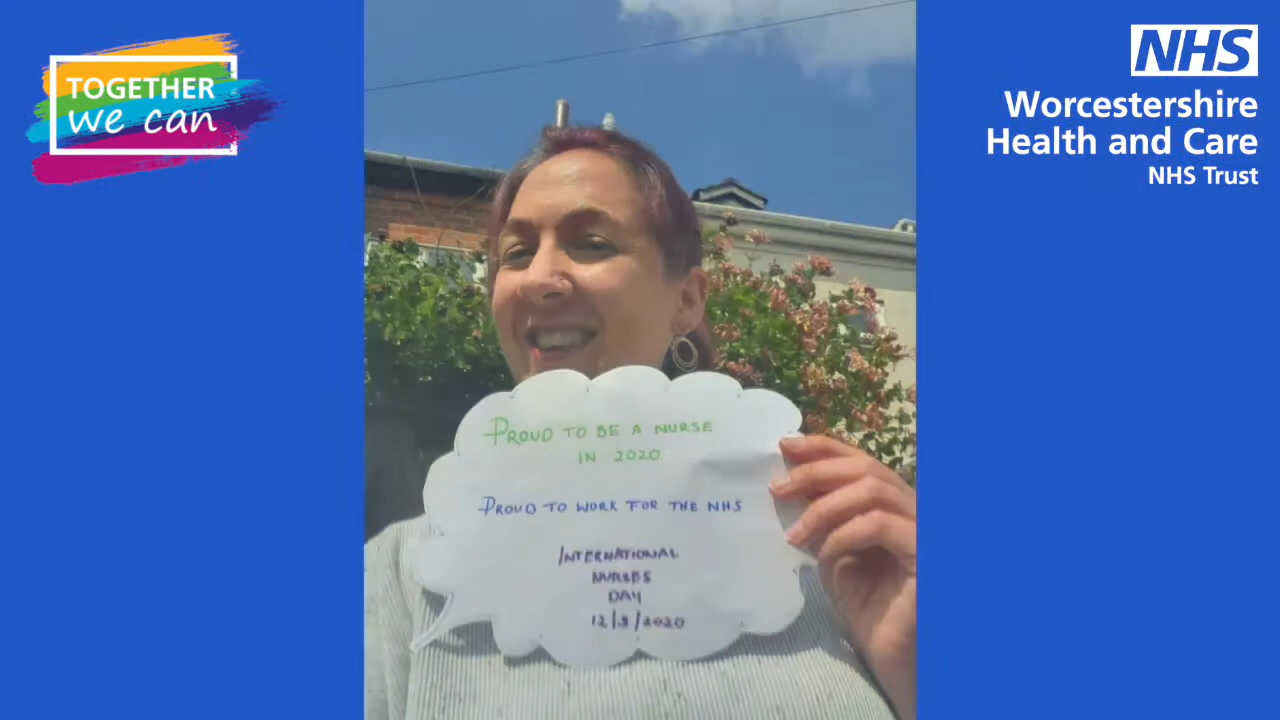 TOGETHER
we can
NHS
Worcestershire
Health and Care
NHS Trust
PROUD TO BE A NURSE
IN 2020
PROUD TO WORK FOR THE NHS
INTERNATIONAL
NURSES
DAY
12/5/2020